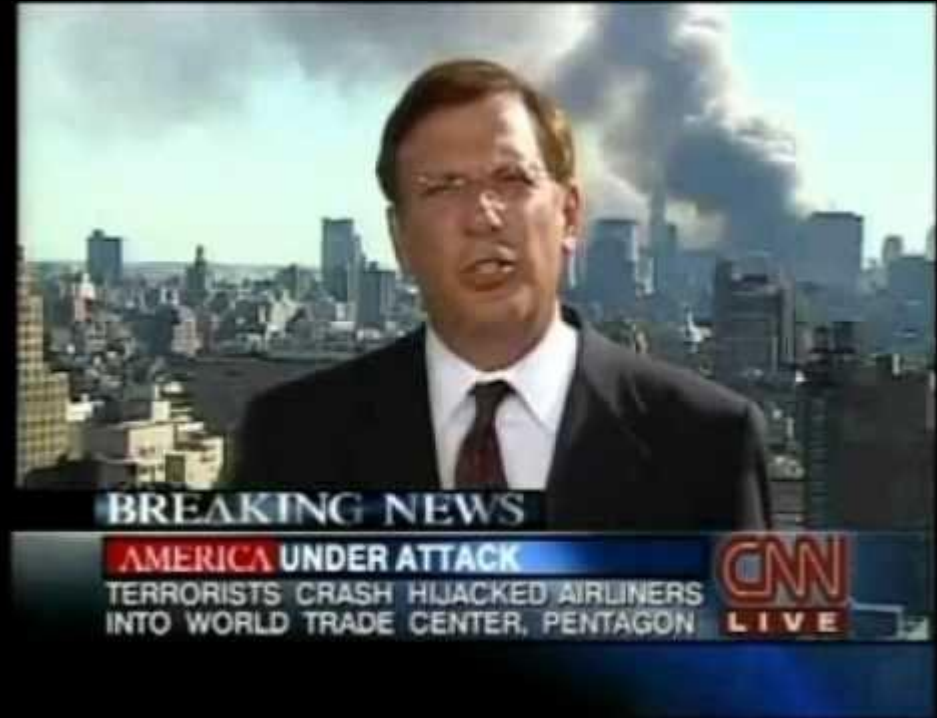 BREAKING NEWS
AMERICA UNDER ATTACK
TERRORISTS CRASH HIJACKED AIRLINERS
INTO WORLD TRADE CENTER, PENTAGON
CNN
LIVE